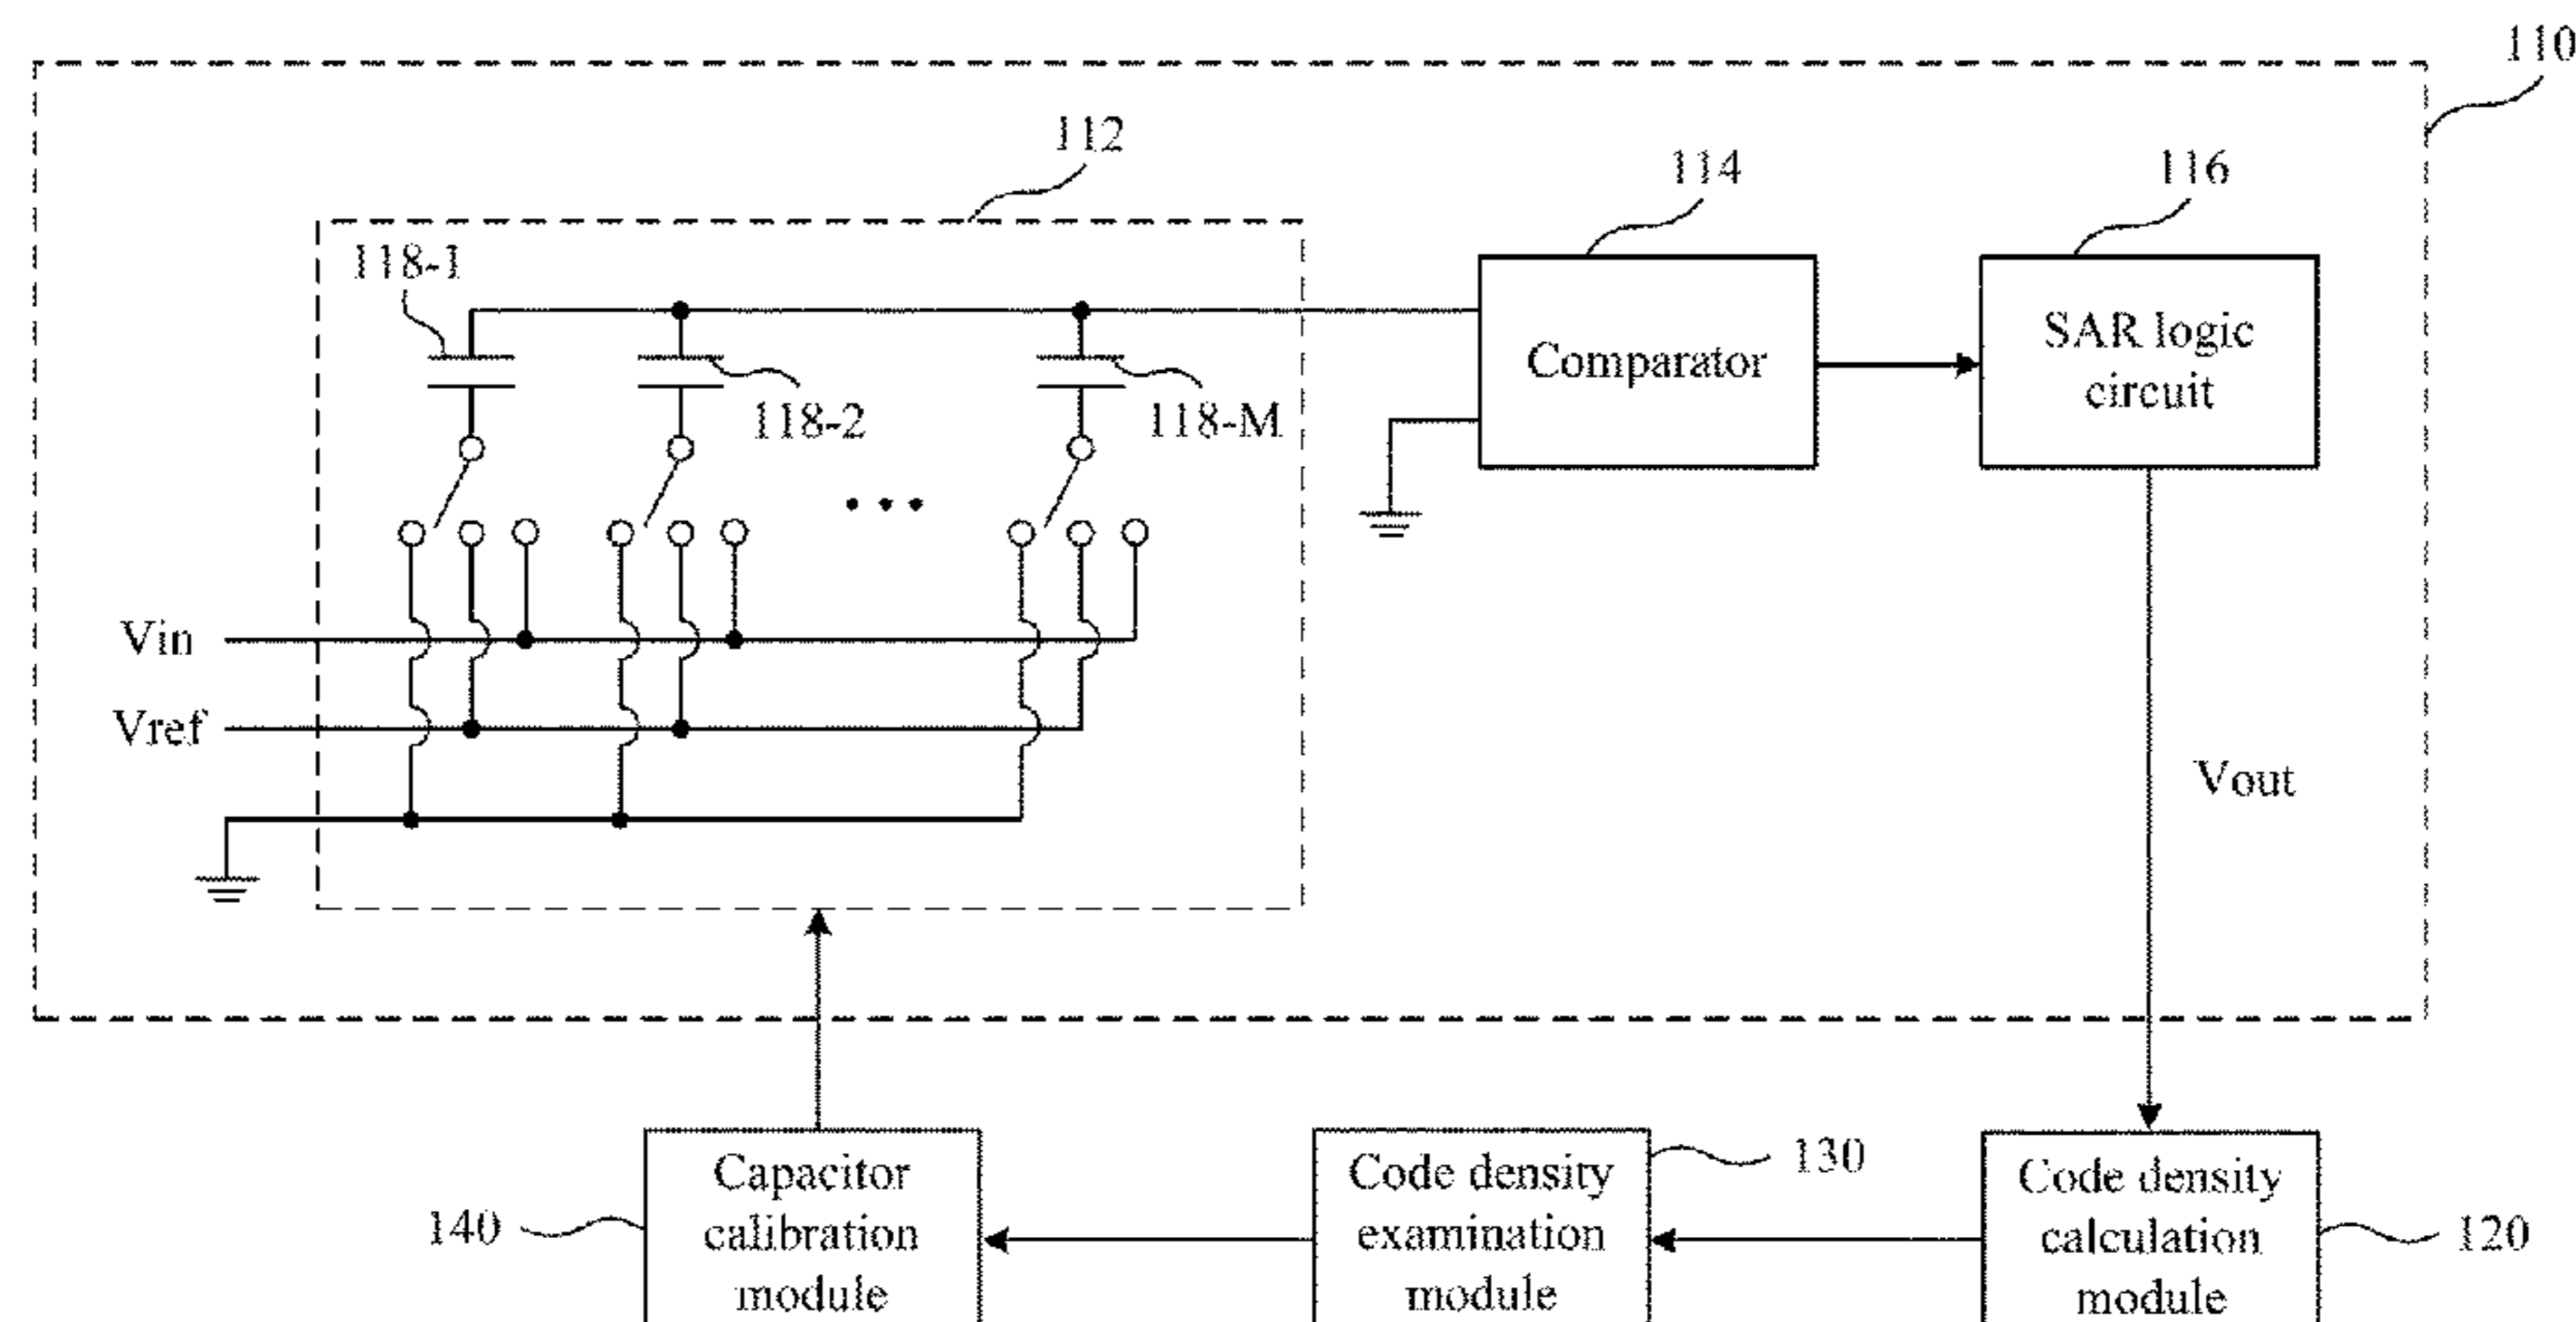 110
112
114
116
118-1
Comparator
SAR logic
circuit
118-2
118-M
Vin
Vref
Vout
Capacitor
calibration
module
140
Code density
examination
module
130
Code density
calculation
module
120